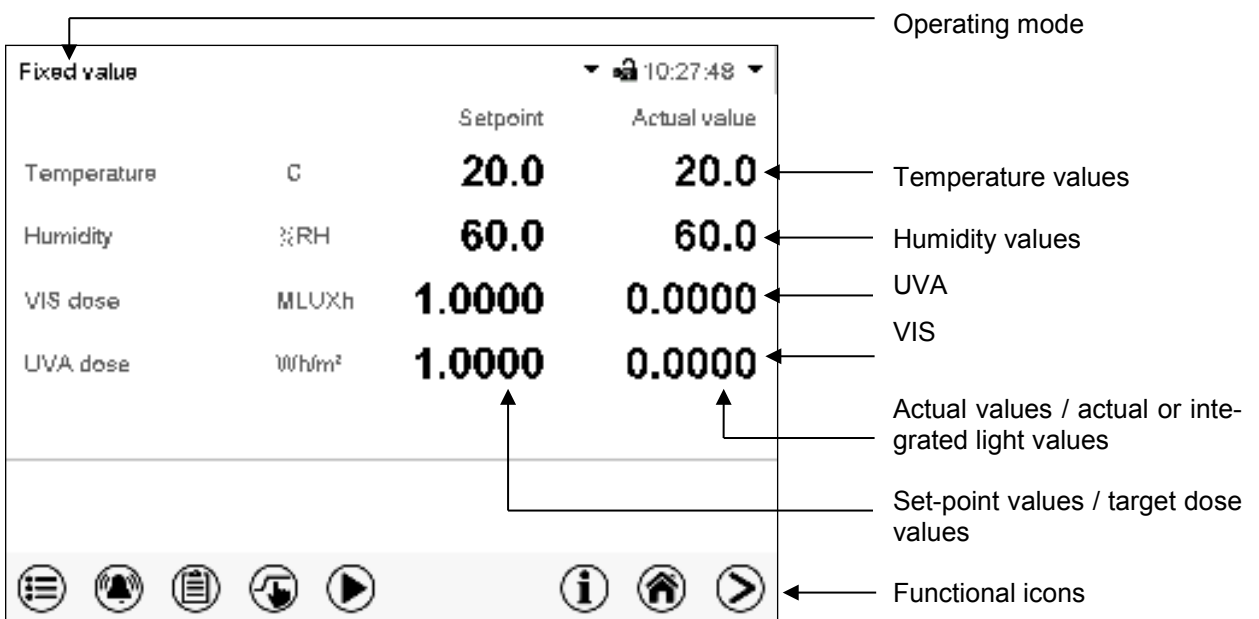 Operating mode
Fixed value 10:27:48
Setpoint Actual value
Temperature C 20.0 20.0 Temperature values
Humidity %RH 60.0 60.0 Humidity values
VIS dose MLUXh 1.0000 0.0000 UVA
UVA dose Wh/m² 1.0000 0.0000 VIS
Actual values / actual or inte-
grated light values
Set-point values / target dose
values
Functional icons